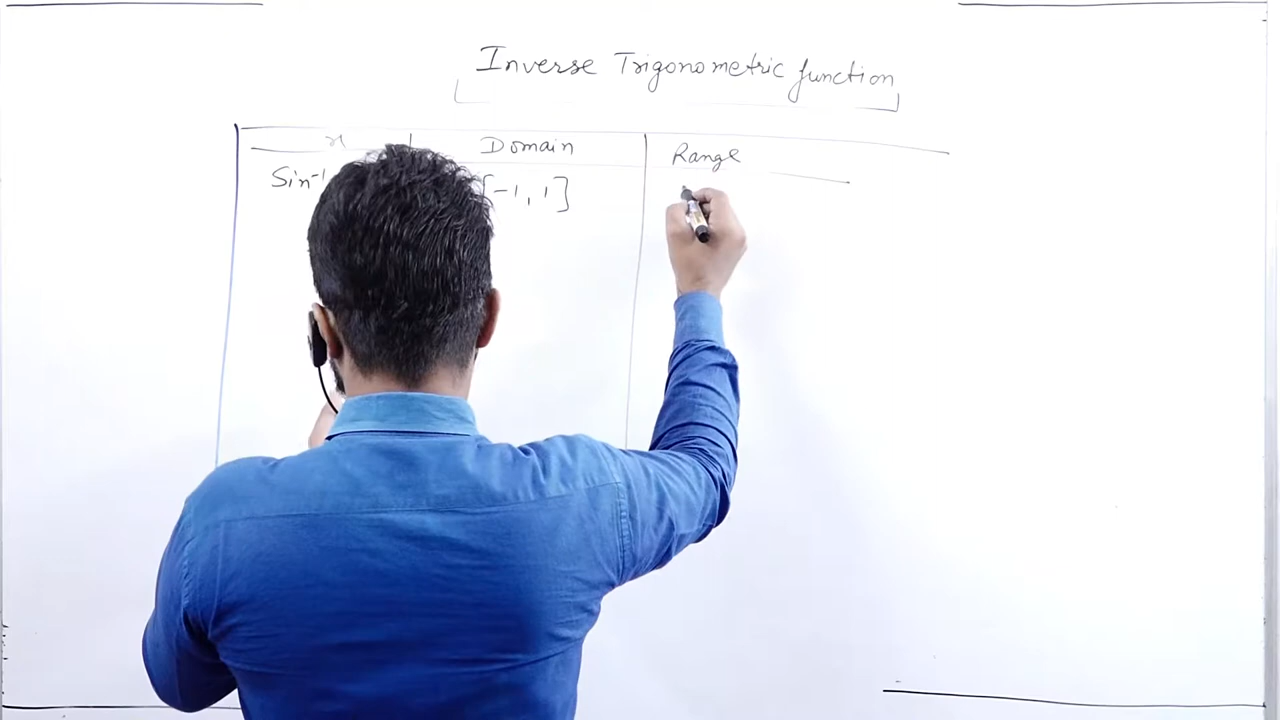 Inverse Trigonometric function
x Domain Range
Sin⁻¹ [-1, 1]